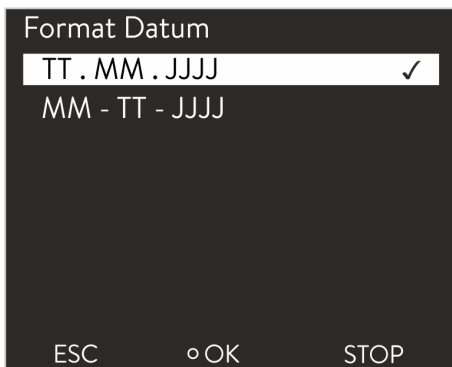 Format Datum
TT . MM . JJJJ ✓
MM - TT - JJJJ
ESC OK STOP